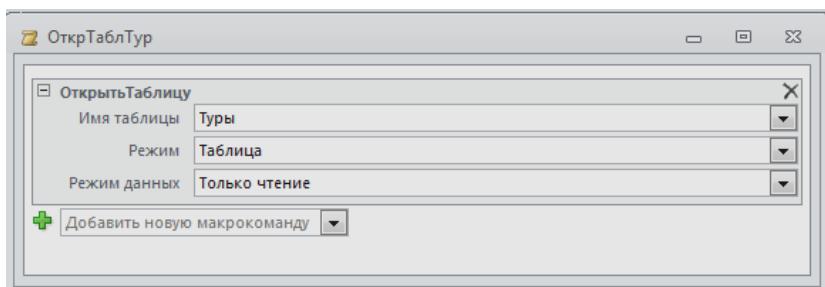 ОткрТаблТур
ОткрытьТаблицу
Имя таблицы Туры
Режим Таблица
Режим данных Только чтение
Добавить новую макрокоманду